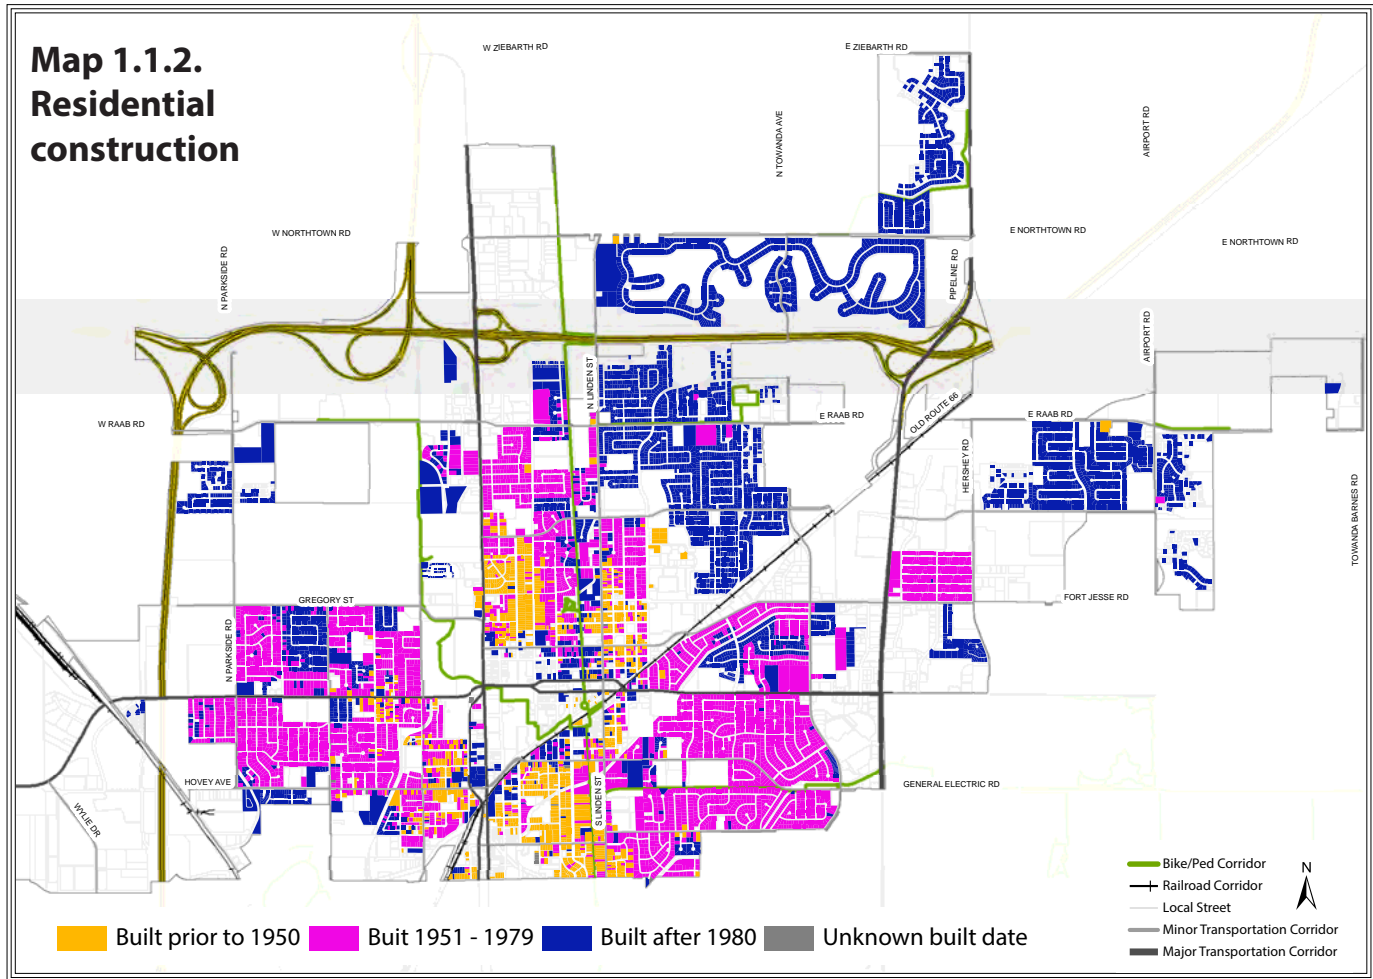 Map 1.1.2.
Residential
construction
W ZIEBARTH RD
E ZIEBARTH RD
N TOWANDA AVE
AIRPORT RD
W NORTHTOWN RD
E NORTHTOWN RD
E NORTHTOWN RD
N PARKSIDE RD
PIPELINE RD
AIRPORT RD
N LINDEN ST
OLD ROUTE 66
W RAAB RD
E RAAB RD
E RAAB RD
HERSHEY RD
TOWANDA BARNES RD
GREGORY ST
FORT JESSE RD
N PARKSIDE RD
HOVEY AVE
GENERAL ELECTRIC RD
WYLIE DR
S LINDEN ST
Bike/Ped Corridor
Railroad Corridor
Local Street
Minor Transportation Corridor
Major Transportation Corridor
N
Built prior to 1950
Buit 1951 - 1979
Built after 1980
Unknown built date